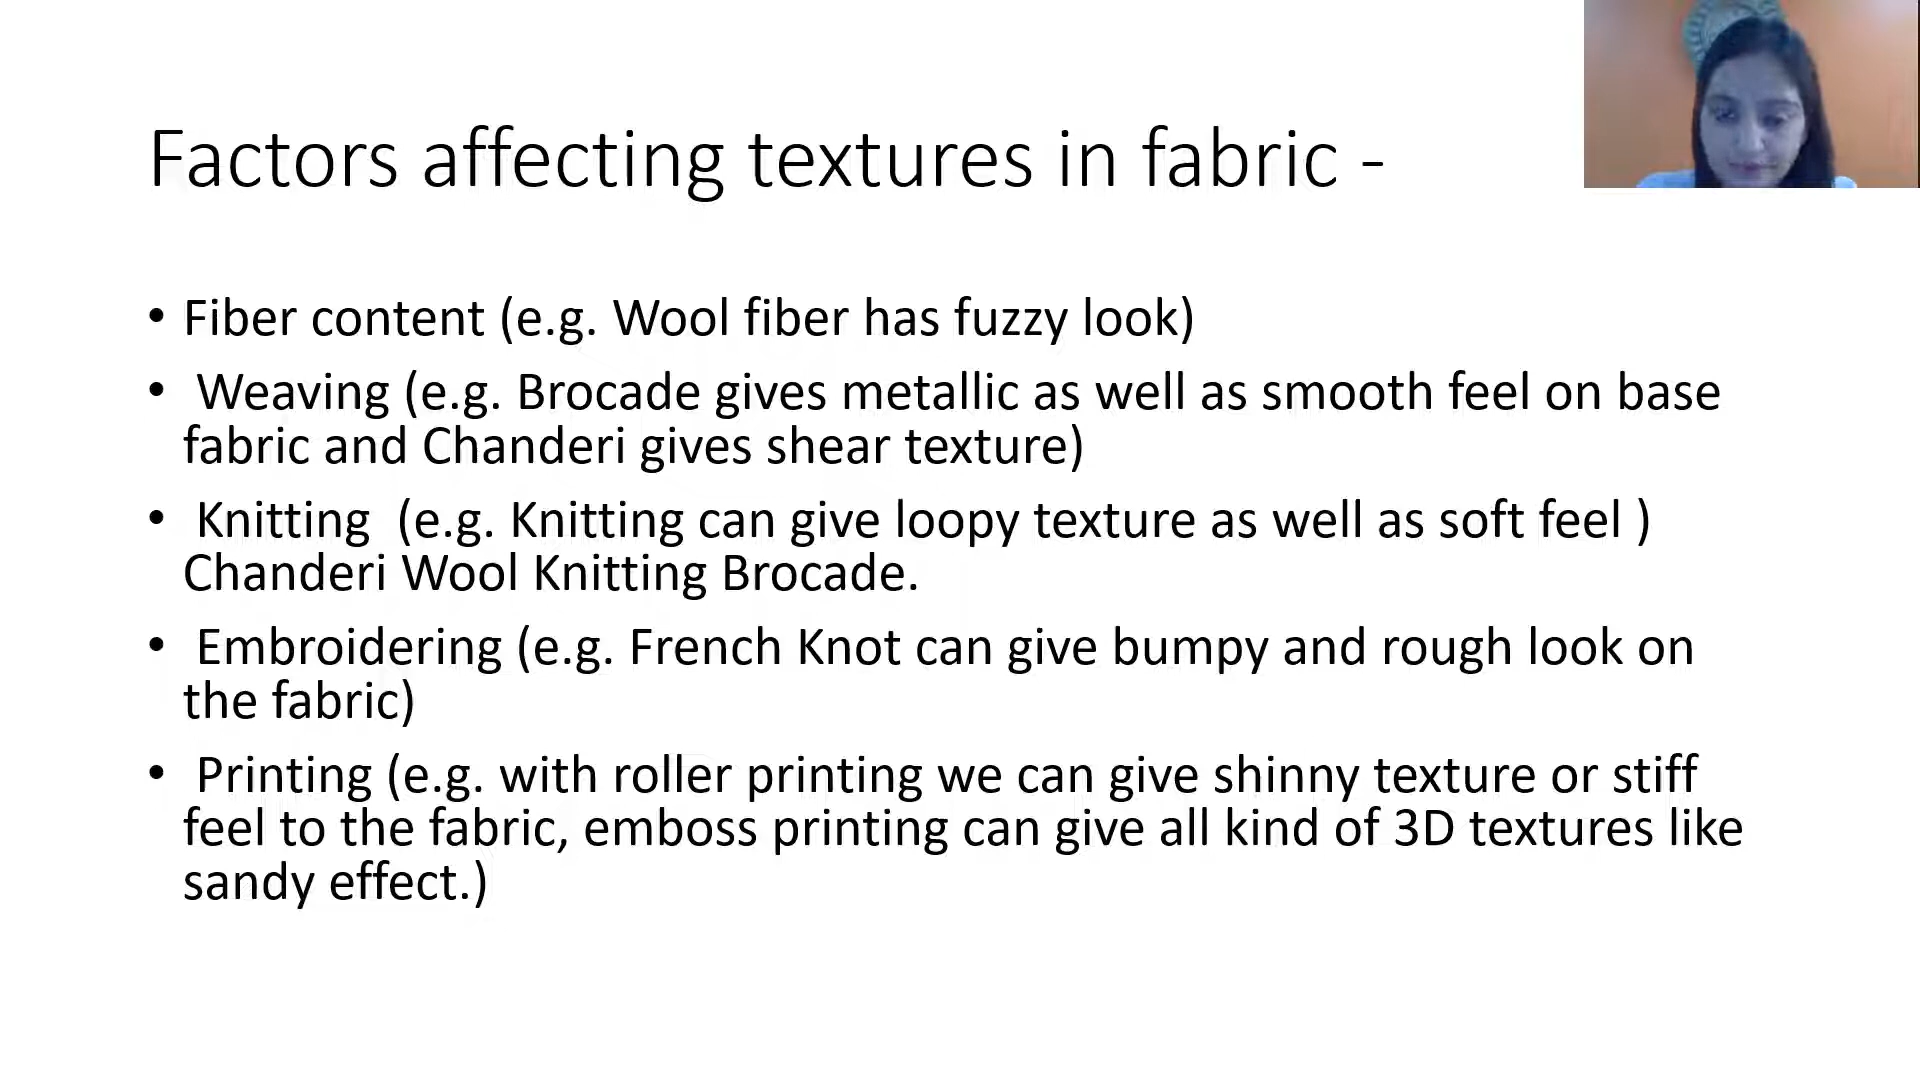 Factors affecting textures in fabric -
• Fiber content (e.g. Wool fiber has fuzzy look)
• Weaving (e.g. Brocade gives metallic as well as smooth feel on base
fabric and Chanderi gives shear texture)
• Knitting (e.g. Knitting can give loopy texture as well as soft feel )
Chanderi Wool Knitting Brocade.
• Embroidering (e.g. French Knot can give bumpy and rough look on
the fabric)
• Printing (e.g. with roller printing we can give shinny texture or stiff
feel to the fabric, emboss printing can give all kind of 3D textures like
sandy effect.)